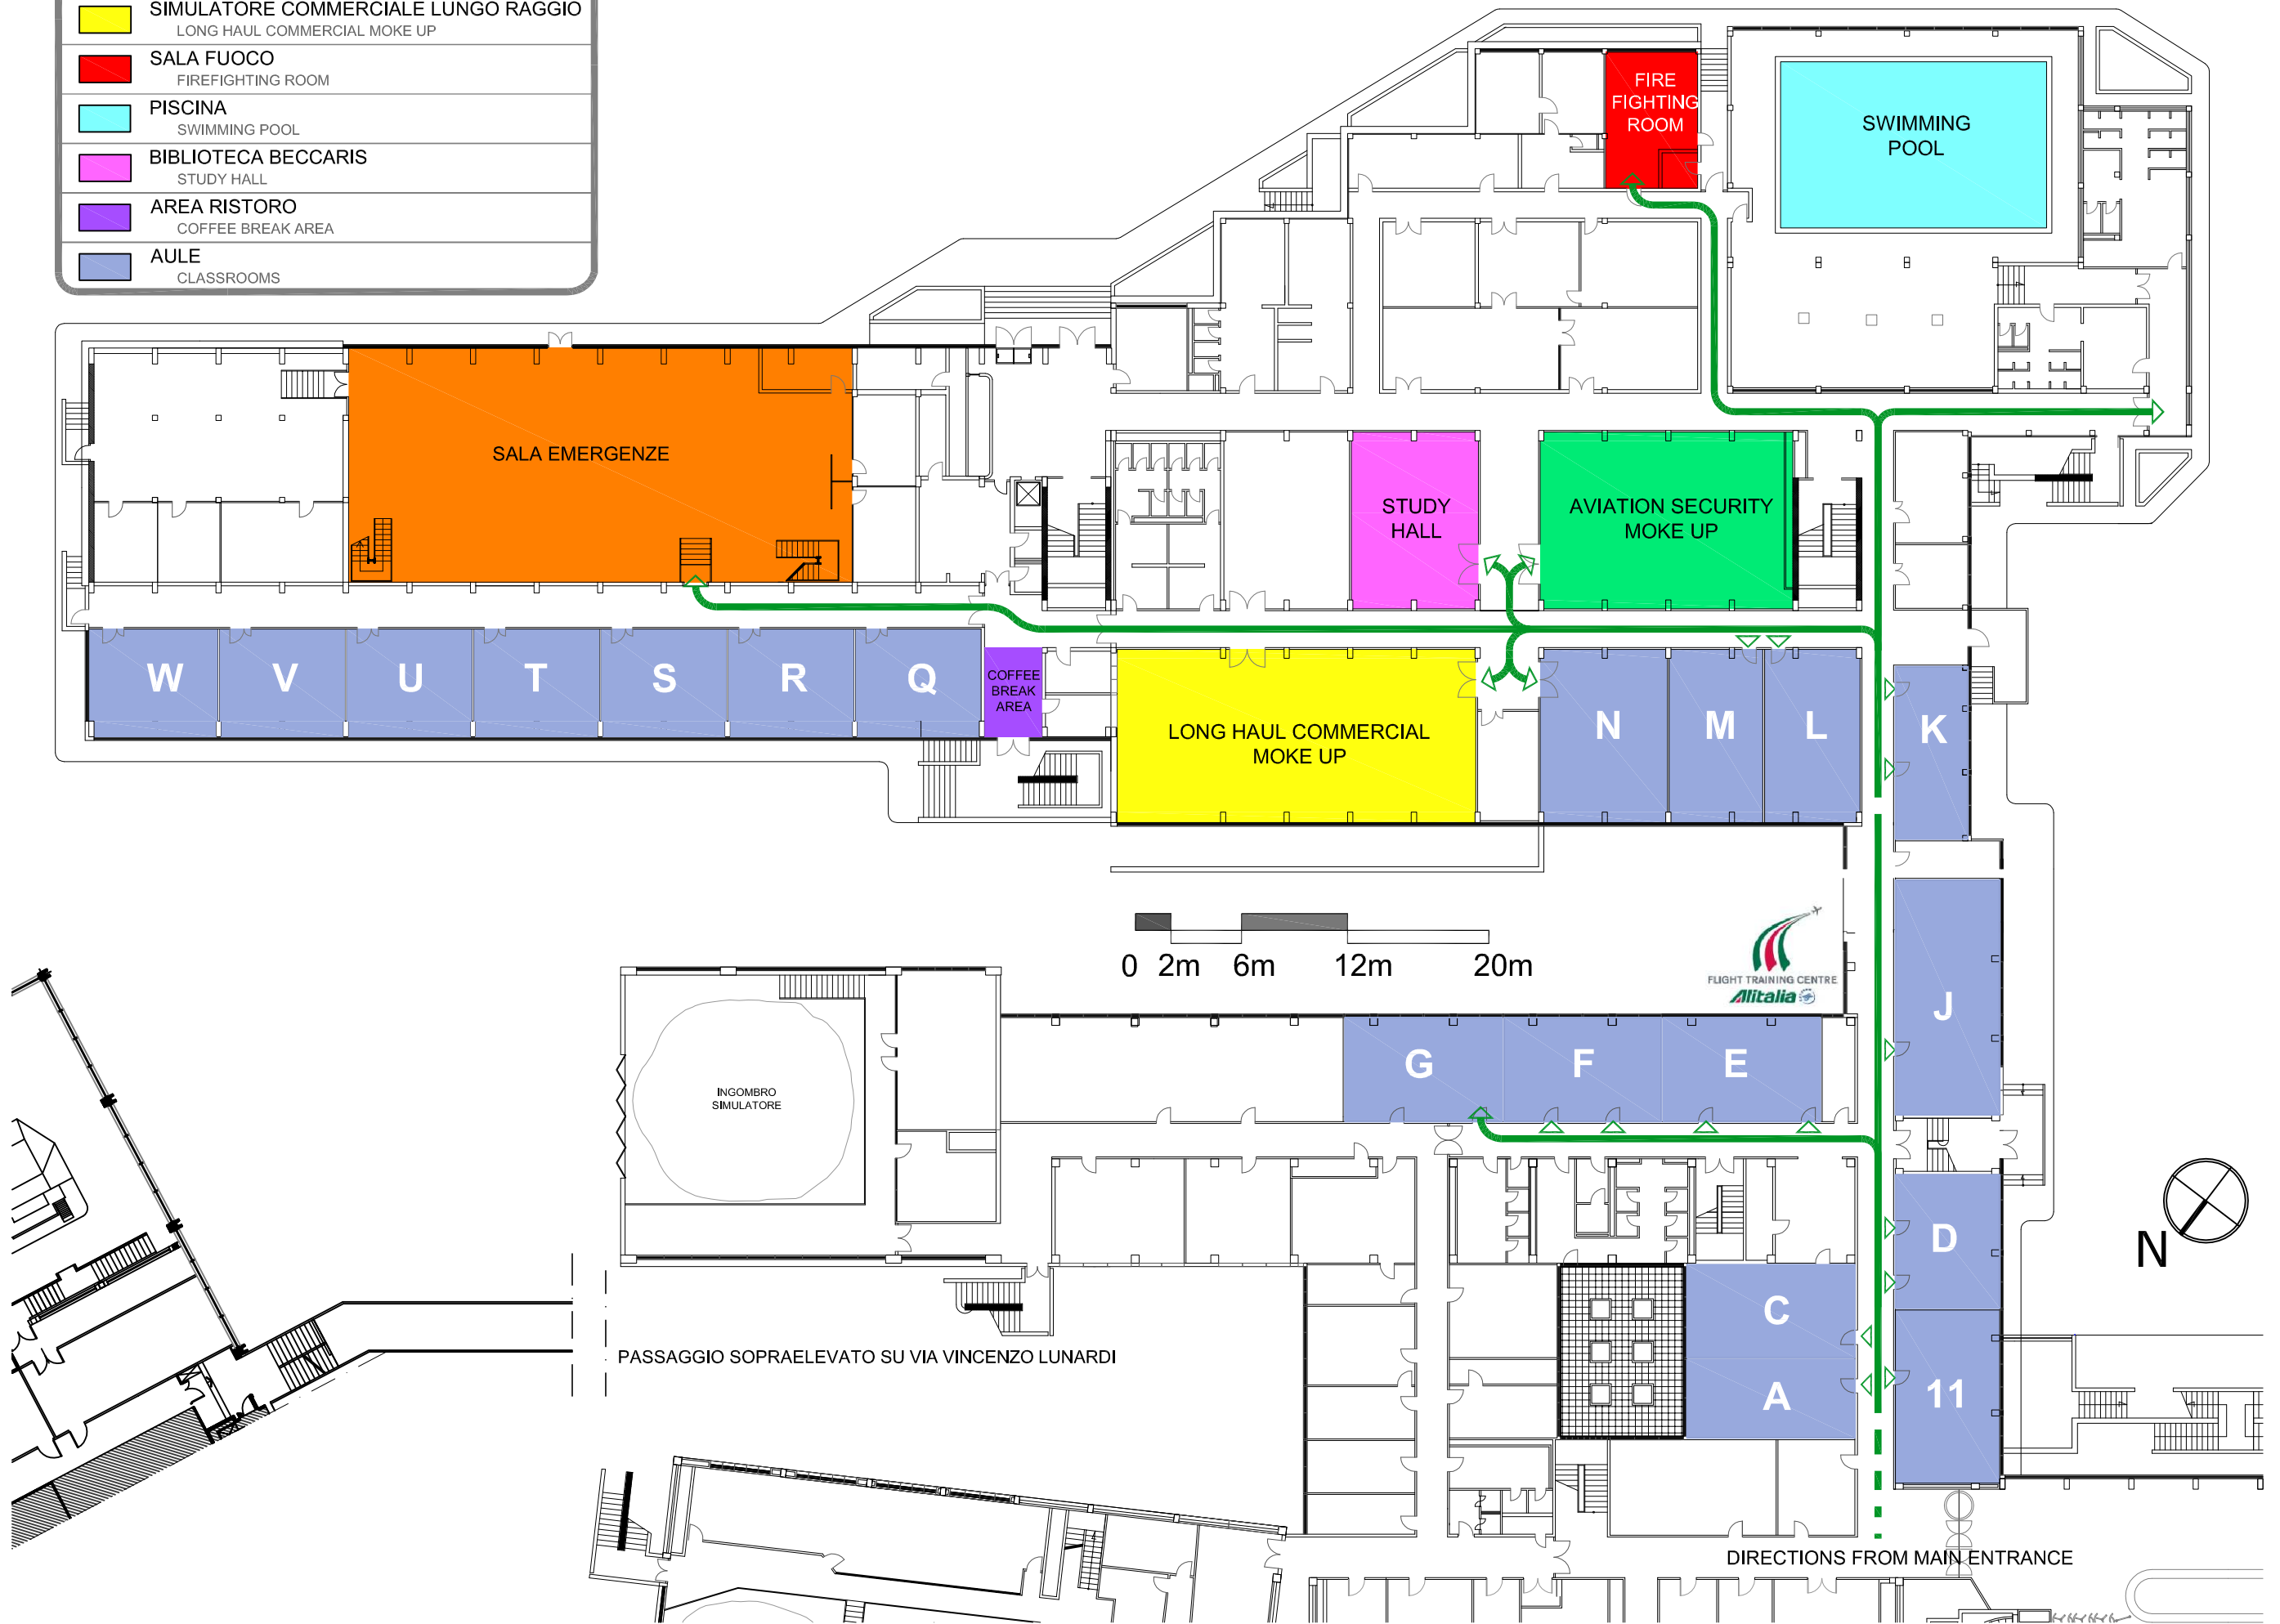 SIMULATORE COMMERCIALE LUNGO RAGGIO
LONG HAUL COMMERCIAL MOKE UP
SALA FUOCO
FIREFIGHTING ROOM
PISCINA
SWIMMING POOL
BIBLIOTECA BECCARIS
STUDY HALL
AREA RISTORO
COFFEE BREAK AREA
AULE
CLASSROOMS
FIRE
FIGHTING
ROOM
SWIMMING
POOL
SALA EMERGENZE
STUDY
HALL
AVIATION SECURITY
MOKE UP
W
V
U
T
S
R
Q
COFFEE
BREAK
AREA
LONG HAUL COMMERCIAL
MOKE UP
N
M
L
K
0 2m 6m 12m 20m
FLIGHT TRAINING CENTRE
Alitalia
J
G
F
E
INGOMBRO
SIMULATORE
D
N
C
PASSAGGIO SOPRAELEVATO SU VIA VINCENZO LUNARDI
A
11
DIRECTIONS FROM MAIN ENTRANCE